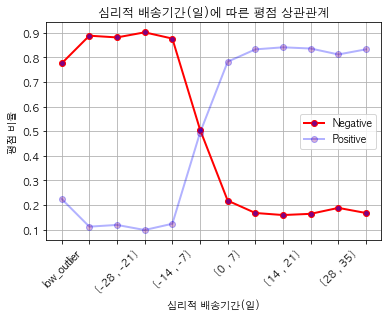 심리적 배송기간(일)에 따른 평점 상관관계
평점 비율
0.9
0.8
0.7
0.6
0.5
0.4
0.3
0.2
0.1
Negative
Positive
low_outlier
(-28 , -21)
(-14 , -7)
(0 , 7)
(14 , 21)
(28 , 35)
심리적 배송기간(일)